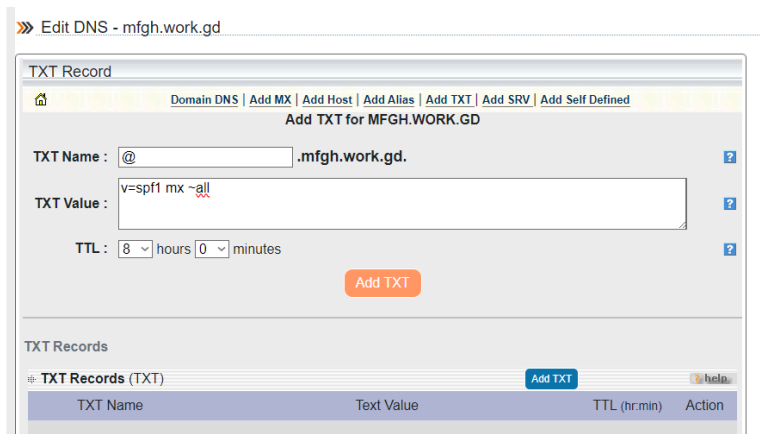 Edit DNS - mfgh.work.gd
TXT Record
Domain DNS | Add MX | Add Host | Add Alias | Add TXT | Add SRV | Add Self Defined
Add TXT for MFGH.WORK.GD
TXT Name : @ .mfgh.work.gd.
?
TXT Value : v=spf1 mx ~all
?
TTL : 8 hours 0 minutes
?
Add TXT
TXT Records
TXT Records (TXT) Add TXT ? help
TXT Name Text Value TTL (hr:min) Action